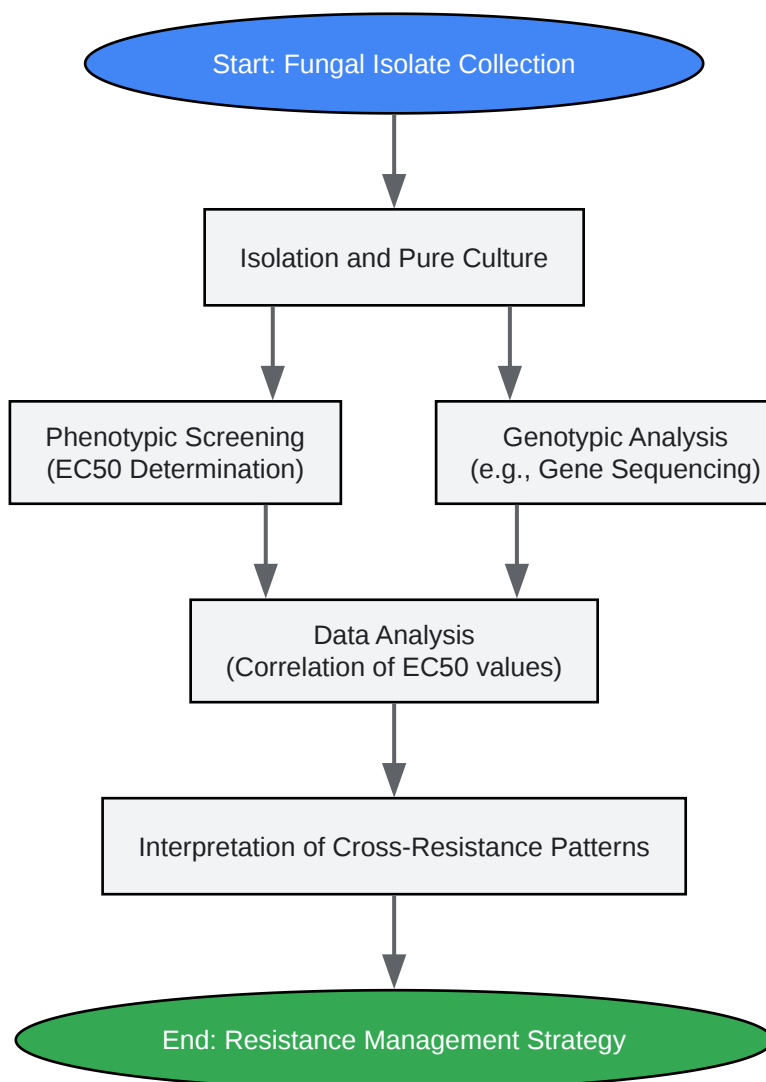 Start: Fungal Isolate Collection
Isolation and Pure Culture
Phenotypic Screening
(EC50 Determination)
Genotypic Analysis
(e.g., Gene Sequencing)
Data Analysis
(Correlation of EC50 values)
Interpretation of Cross-Resistance Patterns
End: Resistance Management Strategy